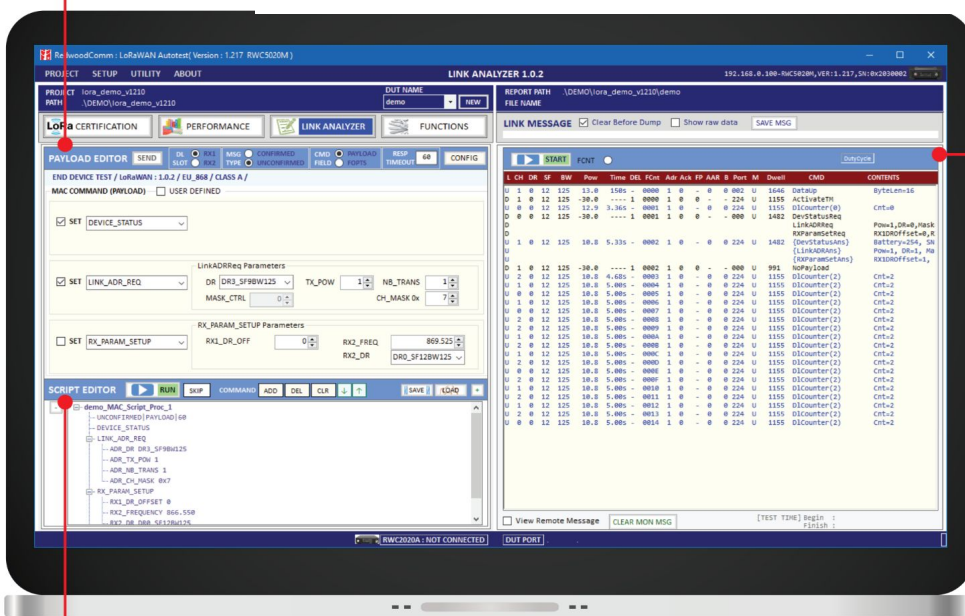 RedwoodComm : LoRaWAN Autotest( Version : 1.217 RWC5020M )
PROJECT SETUP UTILITY ABOUT LINK ANALYZER 1.0.2 192.168.0.100-RWC5020M,VER:1.217,SN:0x2030002
PROJECT lora_demo_v1210 DUT NAME REPORT PATH .\DEMO\lora_demo_v1210\demo
PATH .\DEMO\lora_demo_v1210 demo NEW FILE NAME
LoRa CERTIFICATION PERFORMANCE LINK ANALYZER FUNCTIONS LINK MESSAGE Clear Before Dump Show raw data SAVE MSG
PAYLOAD EDITOR SEND DL SLOT RX1 RX2 MSG TYPE CONFIRMED UNCONFIRMED CMD FIELD PAYLOAD FOPTS RESP TIMEOUT 60 CONFIG
END DEVICE TEST / LoRaWAN : 1.0.2 / EU_868 / CLASS A /
MAC COMMAND (PAYLOAD) USER DEFINED
SET DEVICE_STATUS
LinkADRReq Parameters
SET LINK_ADR_REQ DR DR3_SF9BW125 TX_POW 1 NB_TRANS 1
MASK_CTRL 0 CH_MASK 0x 7
RX_PARAM_SETUP Parameters
SET RX_PARAM_SETUP RX1_DR_OFF 0 RX2_FREQ 869.525
RX2_DR DR0_SF12BW125
SCRIPT EDITOR RUN SKIP COMMAND ADD DEL CLR SAVE LOAD +
demo_MAC_Script_Proc_1
UNCONFIRMED|PAYLOAD|60
DEVICE_STATUS
LINK_ADR_REQ
ADR_DR DR3_SF9BW125
ADR_TX_POW 1
ADR_NB_TRANS 1
ADR_CH_MASK 0x7
RX_PARAM_SETUP
RX1_DR_OFFSET 0
RX2_FREQUENCY 866.550
RX2_DR DR0_SF12BW125
START FCNT DutyCycle
L CH DR SF BW Pow Time DEL FCnt Adr Ack FP AAR B Port M Dwell CMD CONTENTS
U 1 0 12 125 13.0 150s - 0000 1 0 - 0 0 002 U 1646 DataUp ByteLen=16
D 1 0 12 125 -30.0 ---- 1 0000 1 0 0 - - 224 U 1155 ActivateTM
U 0 0 12 125 12.9 3.36s - 0001 1 0 - 0 0 224 U 1155 DlCounter(0) Cnt=0
D 0 0 12 125 -30.0 ---- 1 0001 1 0 0 - - 000 U 1482 DevStatusReq
D LinkADRReq Pow=1,DR=0,Mask
D RXParamSetReq RX1DROffset=0,R
U 1 0 12 125 10.8 5.33s - 0002 1 0 - 0 0 224 U 1482 {DevStatusAns} Battery=254, SN
U {LinkADRAns} Pow=1, DR=1, Ma
U {RXParamSetAns} RX1DROffset=1,
D 1 0 12 125 -30.0 ---- 1 0002 1 0 0 - - 000 U 991 NoPayload
U 2 0 12 125 10.8 4.68s - 0003 1 0 - 0 0 224 U 1155 DlCounter(2) Cnt=2
U 1 0 12 125 10.8 5.00s - 0004 1 0 - 0 0 224 U 1155 DlCounter(2) Cnt=2
U 0 0 12 125 10.8 5.00s - 0005 1 0 - 0 0 224 U 1155 DlCounter(2) Cnt=2
U 1 0 12 125 10.8 5.00s - 0006 1 0 - 0 0 224 U 1155 DlCounter(2) Cnt=2
U 0 0 12 125 10.8 5.00s - 0007 1 0 - 0 0 224 U 1155 DlCounter(2) Cnt=2
U 2 0 12 125 10.8 5.00s - 0008 1 0 - 0 0 224 U 1155 DlCounter(2) Cnt=2
U 2 0 12 125 10.8 5.00s - 0009 1 0 - 0 0 224 U 1155 DlCounter(2) Cnt=2
U 1 0 12 125 10.8 5.00s - 000A 1 0 - 0 0 224 U 1155 DlCounter(2) Cnt=2
U 2 0 12 125 10.8 5.00s - 000B 1 0 - 0 0 224 U 1155 DlCounter(2) Cnt=2
U 1 0 12 125 10.8 5.00s - 000C 1 0 - 0 0 224 U 1155 DlCounter(2) Cnt=2
U 2 0 12 125 10.8 5.00s - 000D 1 0 - 0 0 224 U 1155 DlCounter(2) Cnt=2
U 0 0 12 125 10.8 5.00s - 000E 1 0 - 0 0 224 U 1155 DlCounter(2) Cnt=2
U 2 0 12 125 10.8 5.00s - 000F 1 0 - 0 0 224 U 1155 DlCounter(2) Cnt=2
U 1 0 12 125 10.8 5.00s - 0010 1 0 - 0 0 224 U 1155 DlCounter(2) Cnt=2
U 2 0 12 125 10.8 5.00s - 0011 1 0 - 0 0 224 U 1155 DlCounter(2) Cnt=2
U 1 0 12 125 10.8 5.00s - 0012 1 0 - 0 0 224 U 1155 DlCounter(2) Cnt=2
U 2 0 12 125 10.8 5.00s - 0013 1 0 - 0 0 224 U 1155 DlCounter(2) Cnt=2
U 0 0 12 125 10.8 5.00s - 0014 1 0 - 0 0 224 U 1155 DlCounter(2) Cnt=2
View Remote Message CLEAR MON MSG [TEST TIME] Begin :
Finish :
RWC2020A : NOT CONNECTED DUT PORT